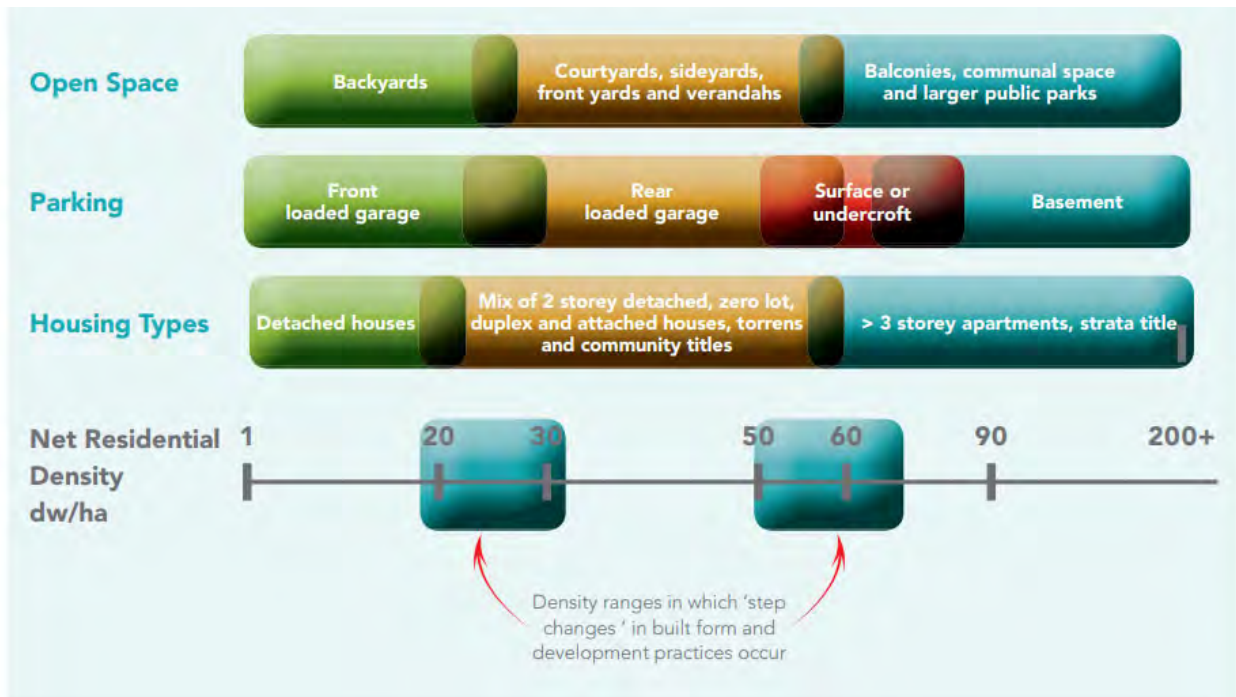 Open Space
Backyards
Courtyards, sideyards,
front yards and verandahs
Balconies, communal space
and larger public parks
Parking
Front
loaded garage
Rear
loaded garage
Surface or
undercroft
Basement
Housing Types
Detached houses
Mix of 2 storey detached, zero lot,
duplex and attached houses, torrens
and community titles
> 3 storey apartments, strata title
Net Residential
Density
dw/ha
1
20
30
50
60
90
200+
Density ranges in which ‘step
changes ’ in built form and
development practices occur